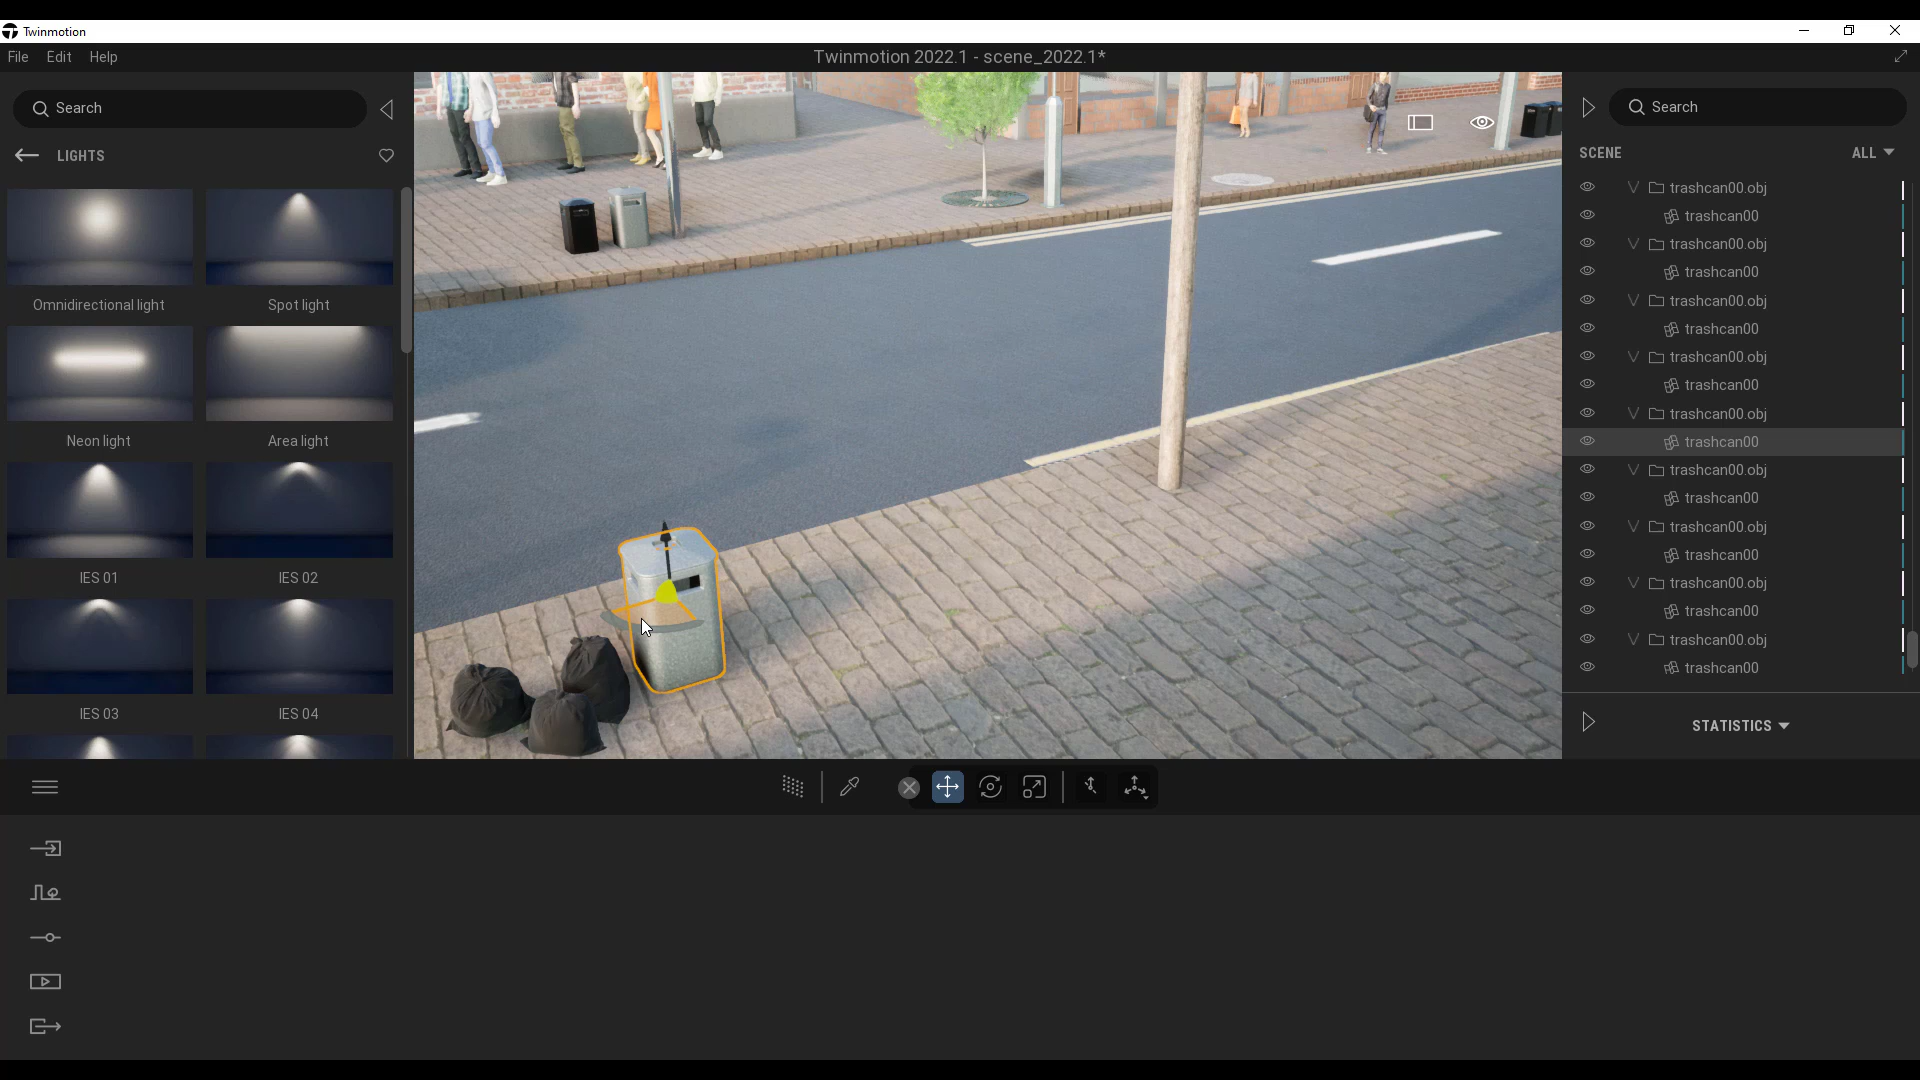 Twinmotion
File Edit Help
Twinmotion 2022.1 - scene_2022.1*
Search
LIGHTS
Omnidirectional light
Spot light
Neon light
Area light
IES 01
IES 02
IES 03
IES 04
Search
SCENE
ALL
trashcan00.obj
trashcan00
trashcan00.obj
trashcan00
trashcan00.obj
trashcan00
trashcan00.obj
trashcan00
trashcan00.obj
trashcan00
trashcan00.obj
trashcan00
trashcan00.obj
trashcan00
trashcan00.obj
trashcan00
trashcan00.obj
trashcan00
STATISTICS